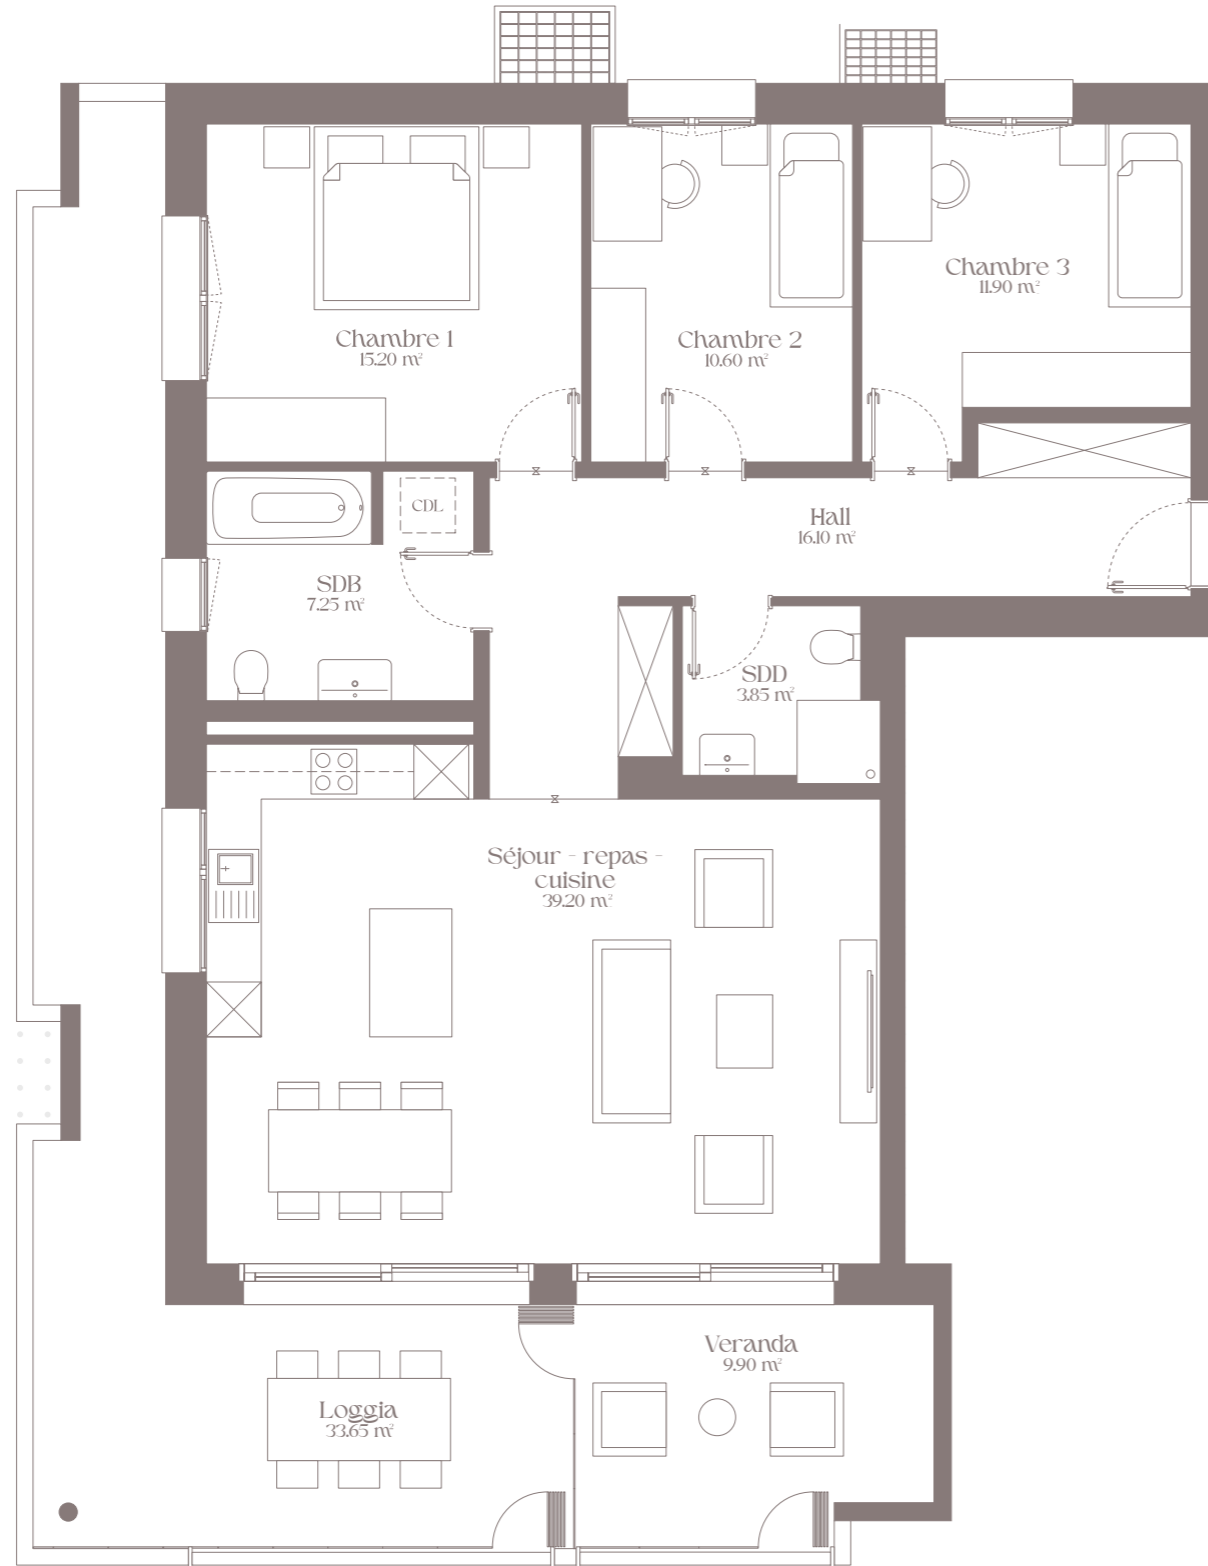 Chambre 1
15.20 m²
Chambre 2
10.60 m²
Chambre 3
11.90 m²
CDL
Hall
16.10 m²
SDB
7.25 m²
SDD
3.85 m²
Séjour - repas -
cuisine
39.20 m²
Veranda
9.90 m²
Loggia
33.65 m²